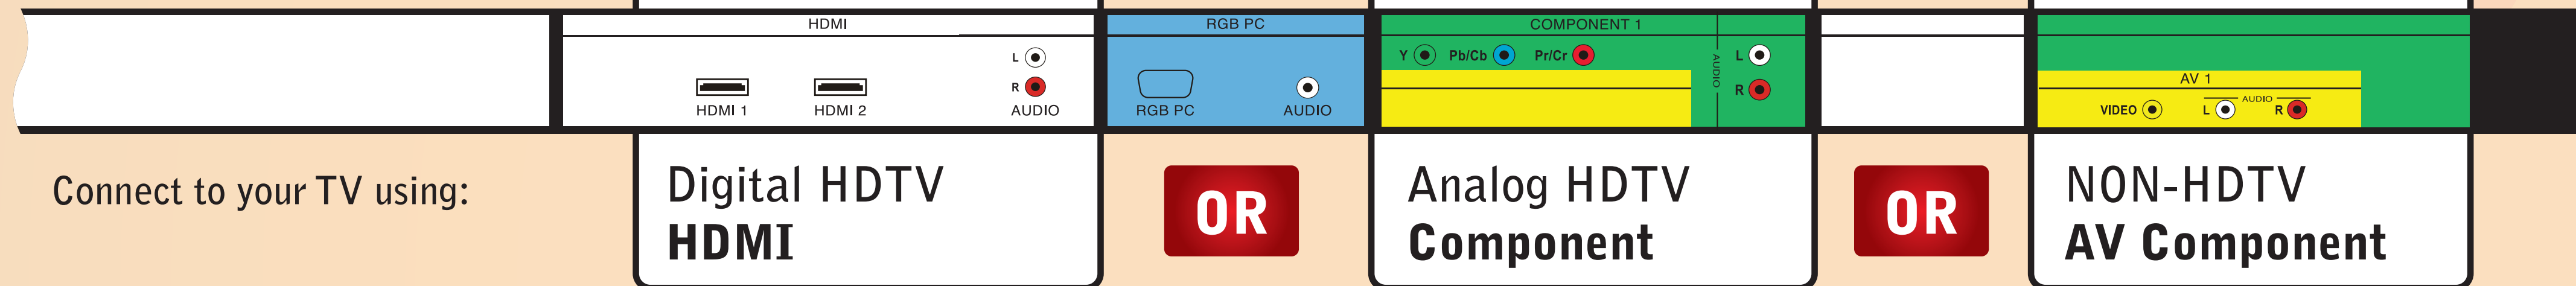 HDMI
L
R
HDMI 1 HDMI 2 AUDIO
RGB PC
RGB PC AUDIO
COMPONENT 1
Y Pb/Cb Pr/Cr
AUDIO
L
R
AV 1
VIDEO L AUDIO R
Connect to your TV using:
Digital HDTV
HDMI
OR
Analog HDTV
Component
OR
NON-HDTV
AV Component